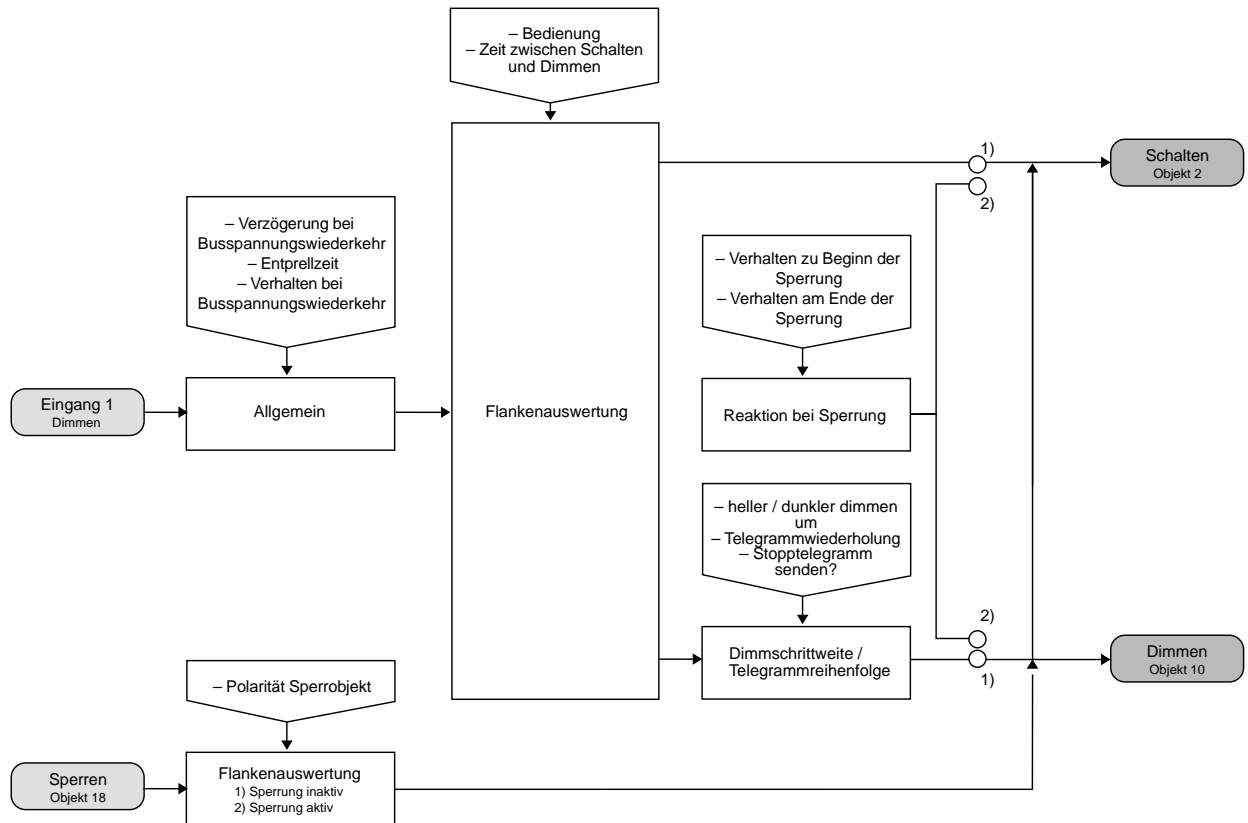 – Bedienung
– Zeit zwischen Schalten
und Dimmen
1)
Schalten
Objekt 2
2)
– Verzögerung bei
Busspannungswiederkehr
– Entprellzeit
– Verhalten bei
Busspannungswiederkehr
– Verhalten zu Beginn der
Sperrung
– Verhalten am Ende der
Sperrung
Eingang 1
Dimmen
Allgemein
Flankenauswertung
Reaktion bei Sperrung
– heller / dunkler dimmen
um
– Telegrammwiederholung
– Stopptelegramm
senden?
2)
Dimmschrittweite /
Telegrammreihenfolge
1)
Dimmen
Objekt 10
– Polarität Sperrobjekt
Sperren
Objekt 18
Flankenauswertung
1) Sperrung inaktiv
2) Sperrung aktiv